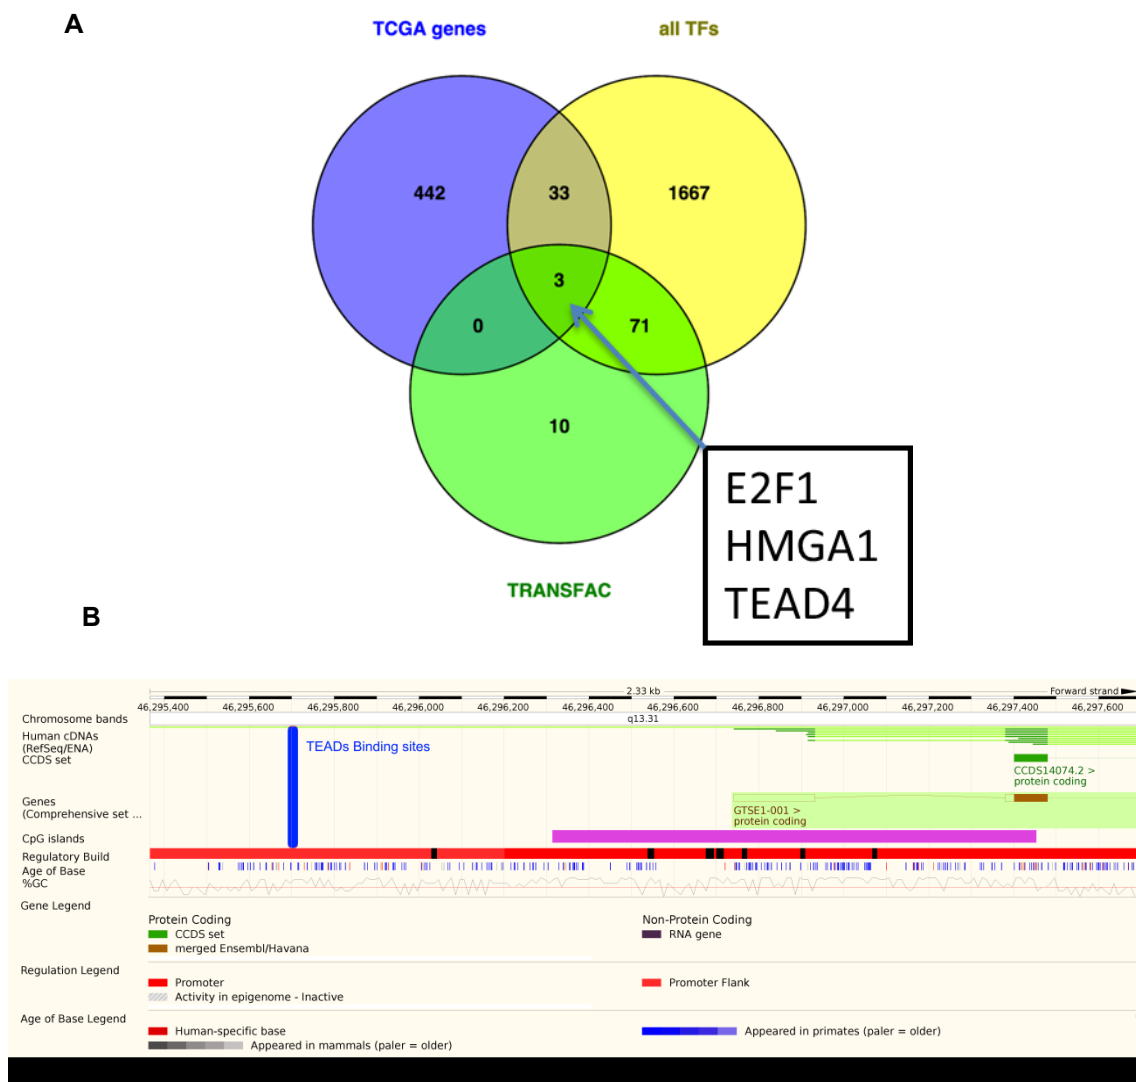 A
TCGA genes
all TFs
442
33
1667
3
0
71
10
E2F1
HMGA1
TEAD4
TRANSFAC
B
2.33 kb
Forward strand
46,295,400 46,295,600 46,295,800 46,296,000 46,296,200 46,296,400 46,296,600 46,296,800 46,297,000 46,297,200 46,297,400 46,297,600
Chromosome bands
q13.31
Human cDNAs
(RefSeq/ENA)
TEADs Binding sites
CCDS set
CCDS14074.2 >
protein coding
Genes
(Comprehensive set ...
GTSE1-001 >
protein coding
CpG islands
Regulatory Build
Age of Base
%GC
Gene Legend
Protein Coding
Non-Protein Coding
CCDS set
RNA gene
merged Ensembl/Havana
Regulation Legend
Promoter
Promoter Flank
Activity in epigenome - Inactive
Age of Base Legend
Human-specific base
Appeared in primates (paler = older)
Appeared in mammals (paler = older)